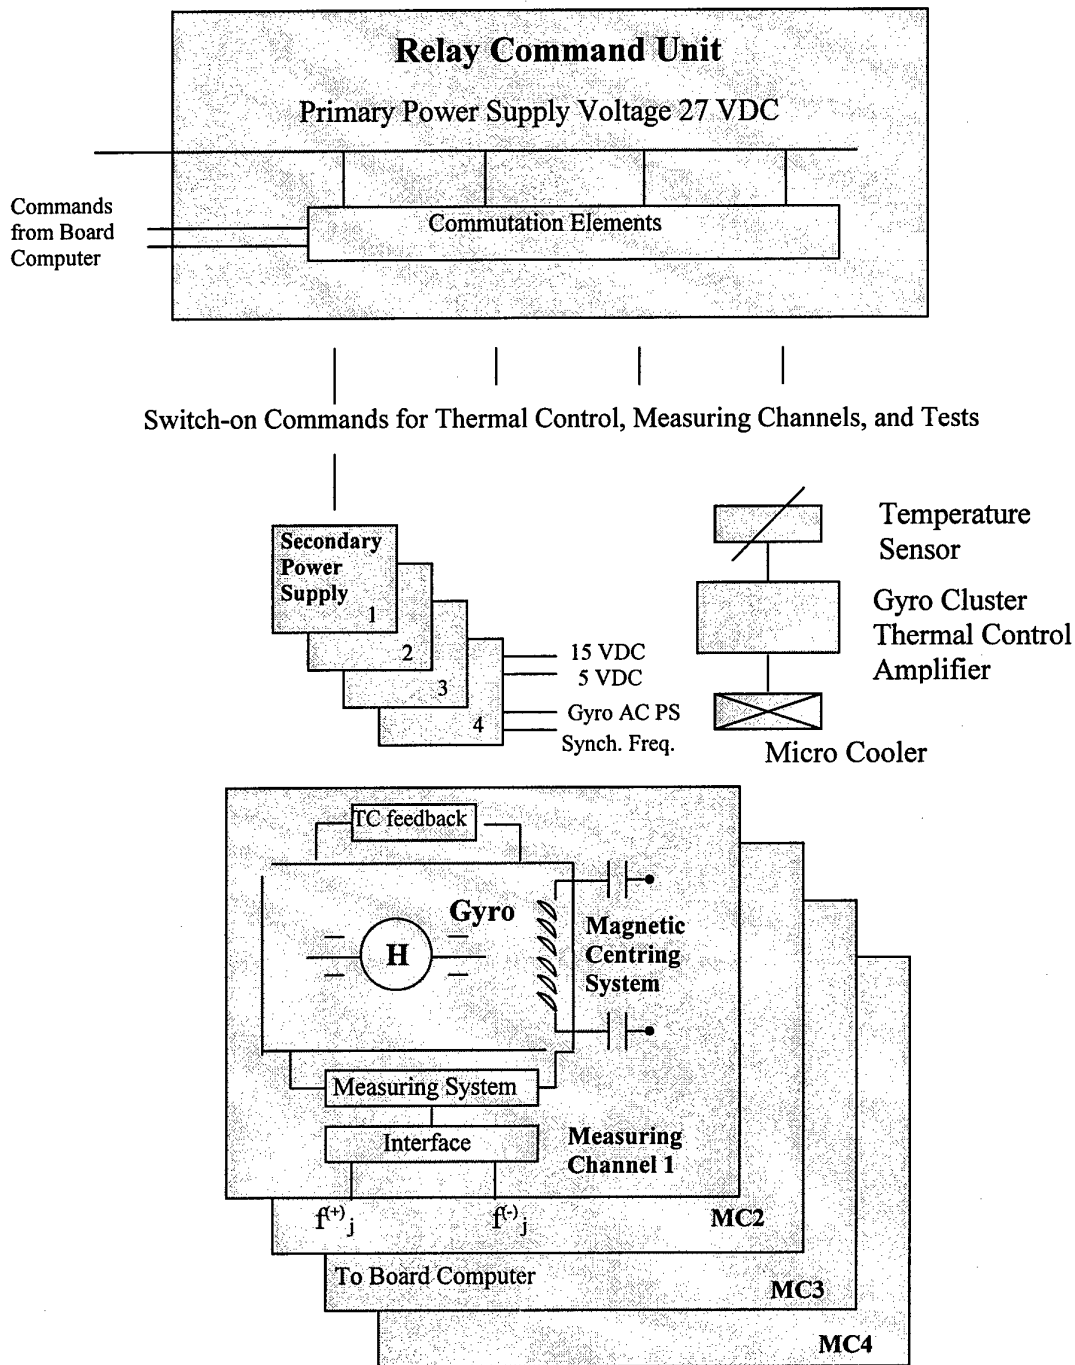 Relay Command Unit
Primary Power Supply Voltage 27 VDC
Commands
from Board
Computer
Commutation Elements
Switch-on Commands for Thermal Control, Measuring Channels, and Tests
Secondary
Power
Supply
1
2
3
4
15 VDC
5 VDC
Gyro AC PS
Synch. Freq.
Temperature
Sensor
Gyro Cluster
Thermal Control
Amplifier
Micro Cooler
TC feedback
Gyro
H
Magnetic
Centring
System
Measuring System
Interface
Measuring
Channel 1
f(+)j
f(-)j
MC2
To Board Computer
MC3
MC4